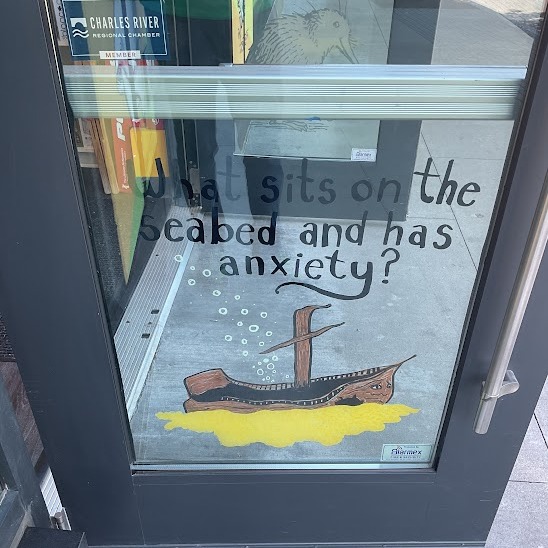 CHARLES RIVER
REGIONAL CHAMBER
MEMBER
What sits on the
Seabed and has
anxiety?